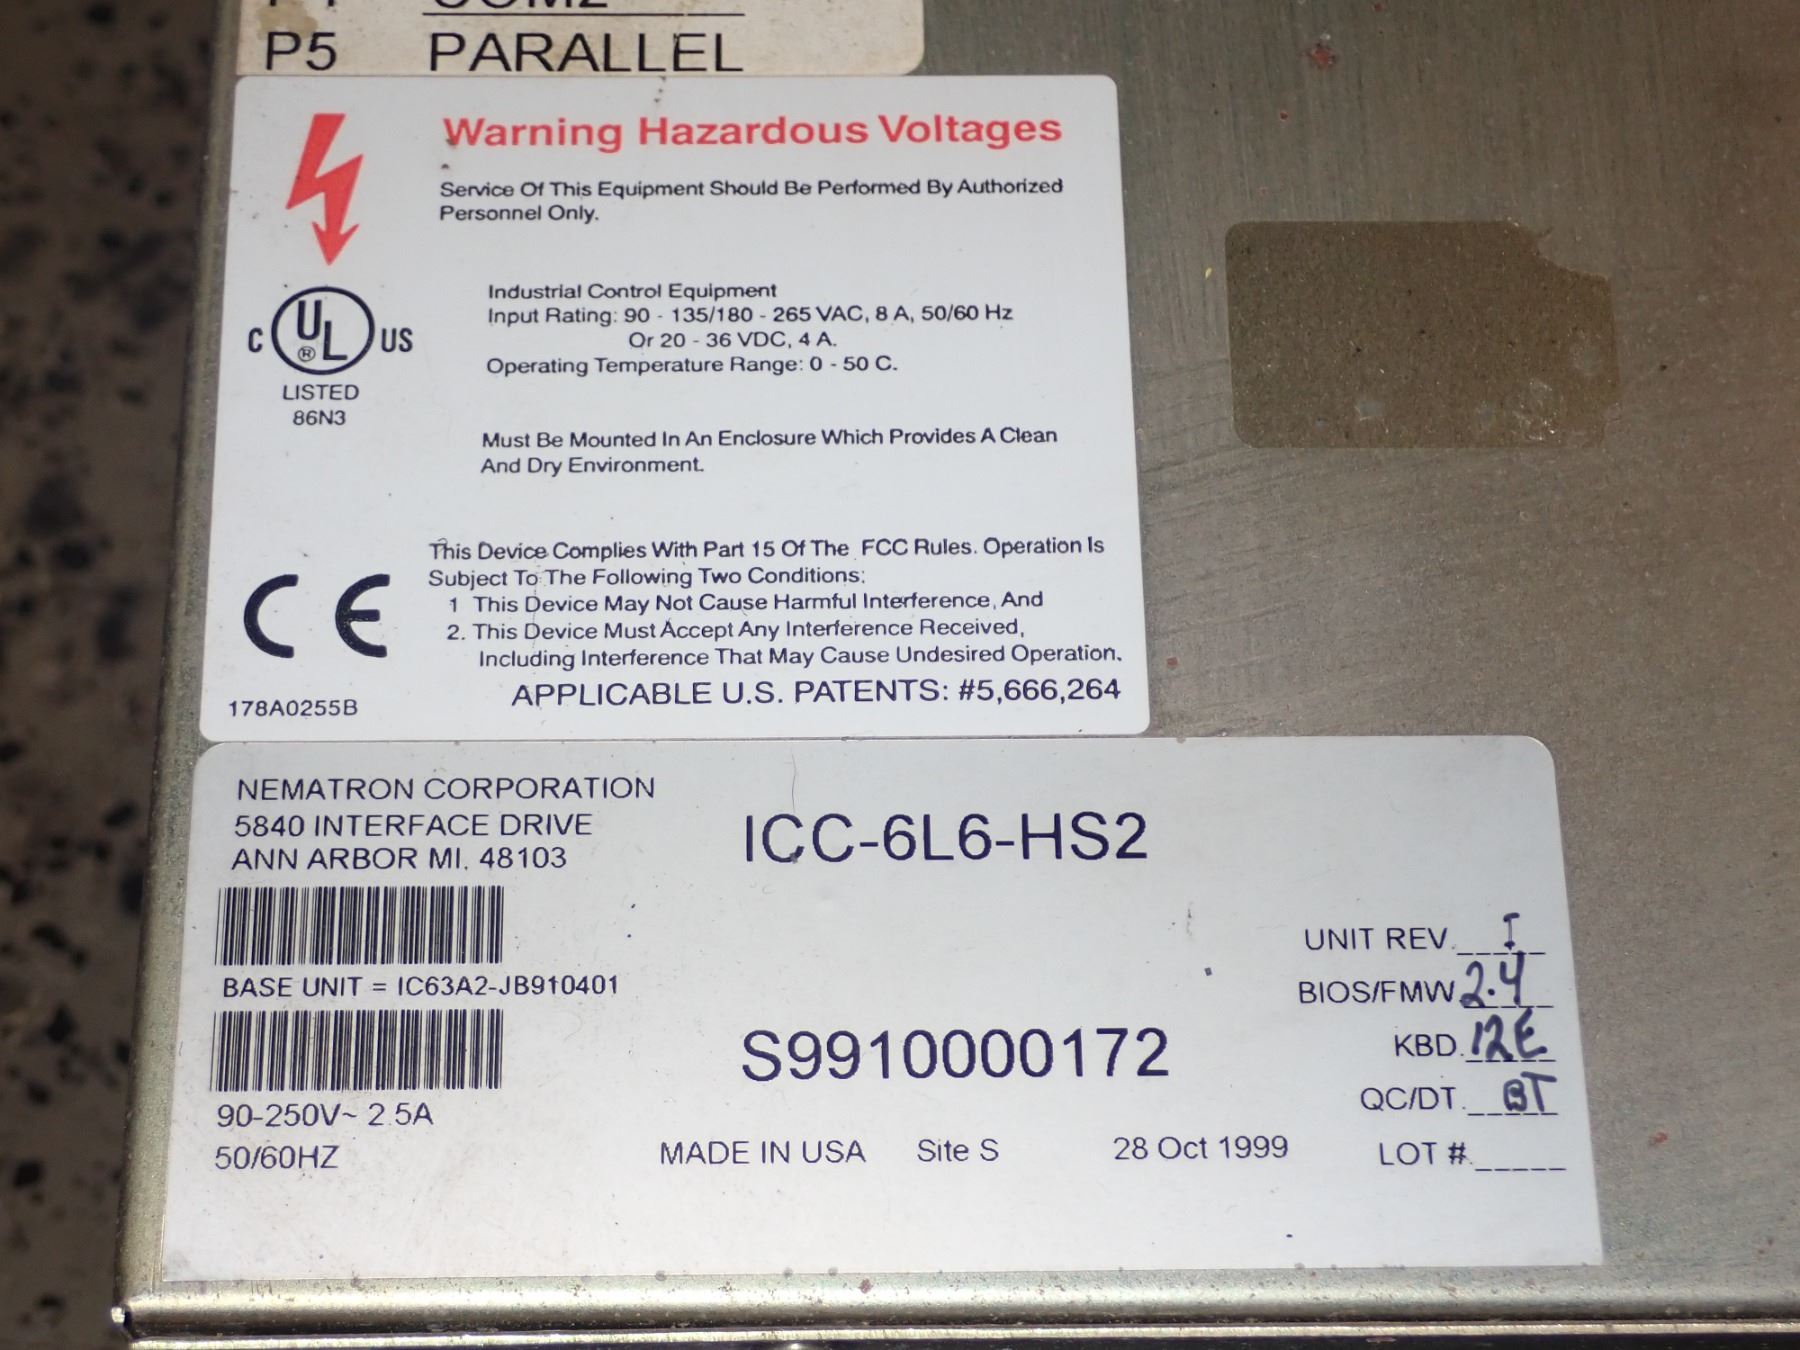 COM2
P5 PARALLEL
Warning Hazardous Voltages
Service Of This Equipment Should Be Performed By Authorized
Personnel Only.
Industrial Control Equipment
Input Rating: 90 - 135/180 - 265 VAC, 8 A, 50/60 Hz
Or 20 - 36 VDC, 4 A.
Operating Temperature Range: 0 - 50 C.
C UL ® US
LISTED
86N3
Must Be Mounted In An Enclosure Which Provides A Clean
And Dry Environment.
This Device Complies With Part 15 Of The FCC Rules. Operation Is
Subject To The Following Two Conditions:
1 This Device May Not Cause Harmful Interference, And
2. This Device Must Accept Any Interference Received,
Including Interference That May Cause Undesired Operation.
CE
APPLICABLE U.S. PATENTS: #5,666,264
178A0255B
NEMATRON CORPORATION
5840 INTERFACE DRIVE
ANN ARBOR MI. 48103
ICC-6L6-HS2
BASE UNIT = IC63A2-JB910401
S9910000172
90-250V~ 2.5A
50/60HZ
MADE IN USA Site S 28 Oct 1999
UNIT REV. I
BIOS/FMW 2.4
KBD. 12E
QC/DT. BT
LOT #.